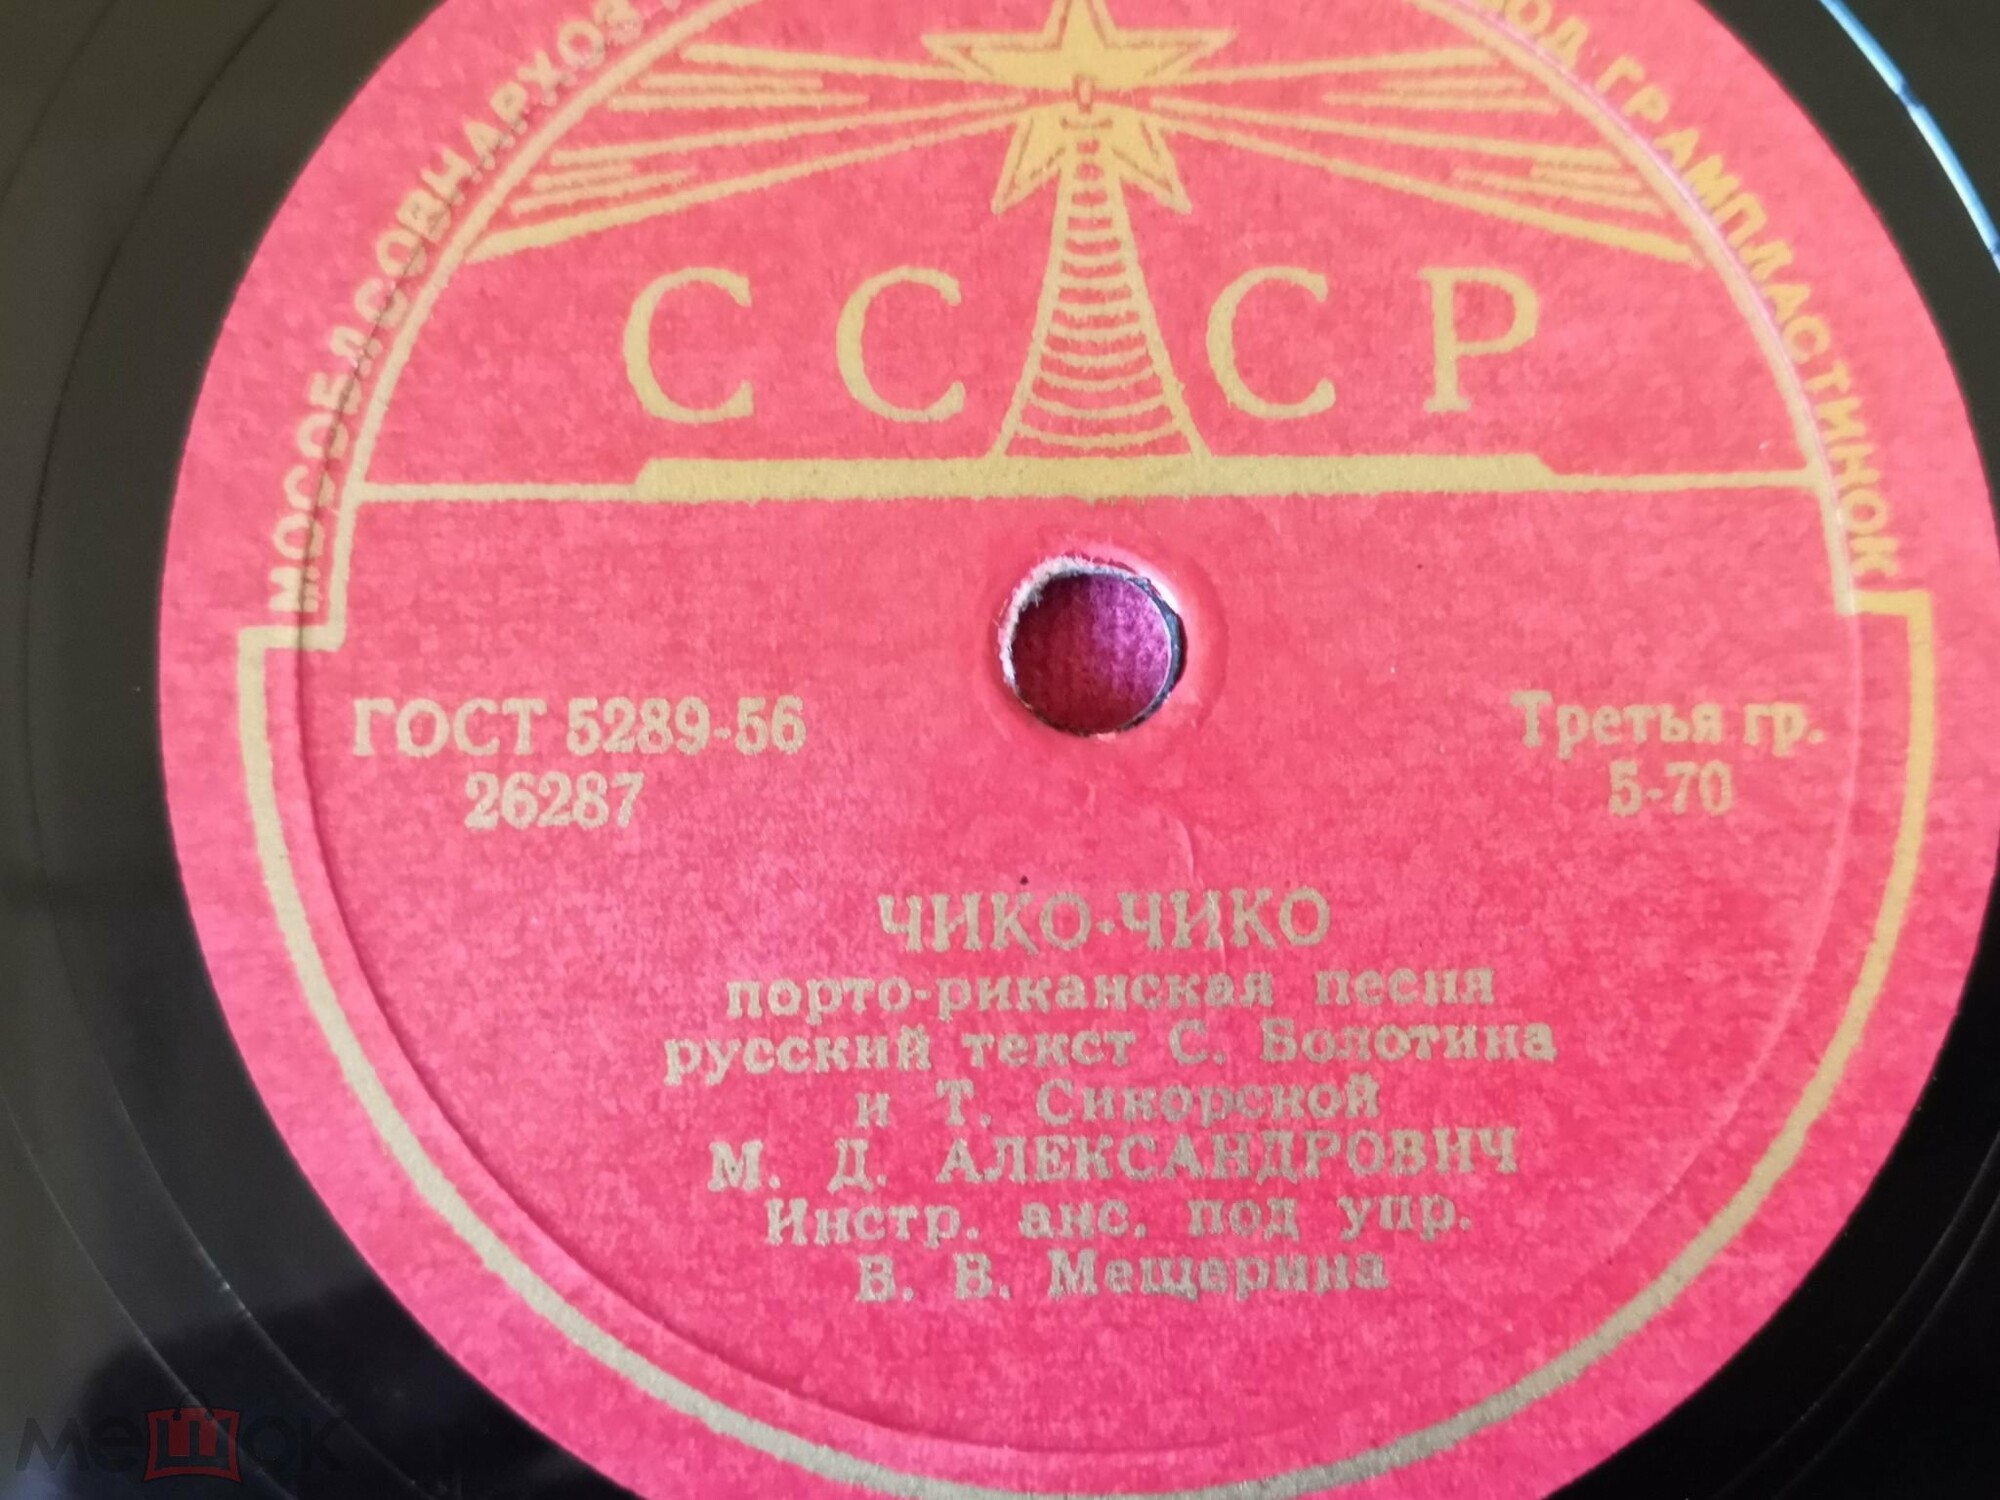 МОСОБЛСОВНАРХОЗ
ЗАВОД ГРАМПЛАСТИНОК
СССР
ГОСТ 5289-56
26287
Третья гр.
5-70
ЧИКО-ЧИКО
порто-риканская песня
русский текст С. Болотина
и Т. Сикорской
М. Д. АЛЕКСАНДРОВИЧ
Инстр. анс. под упр.
В. В. Мещерина
мешок